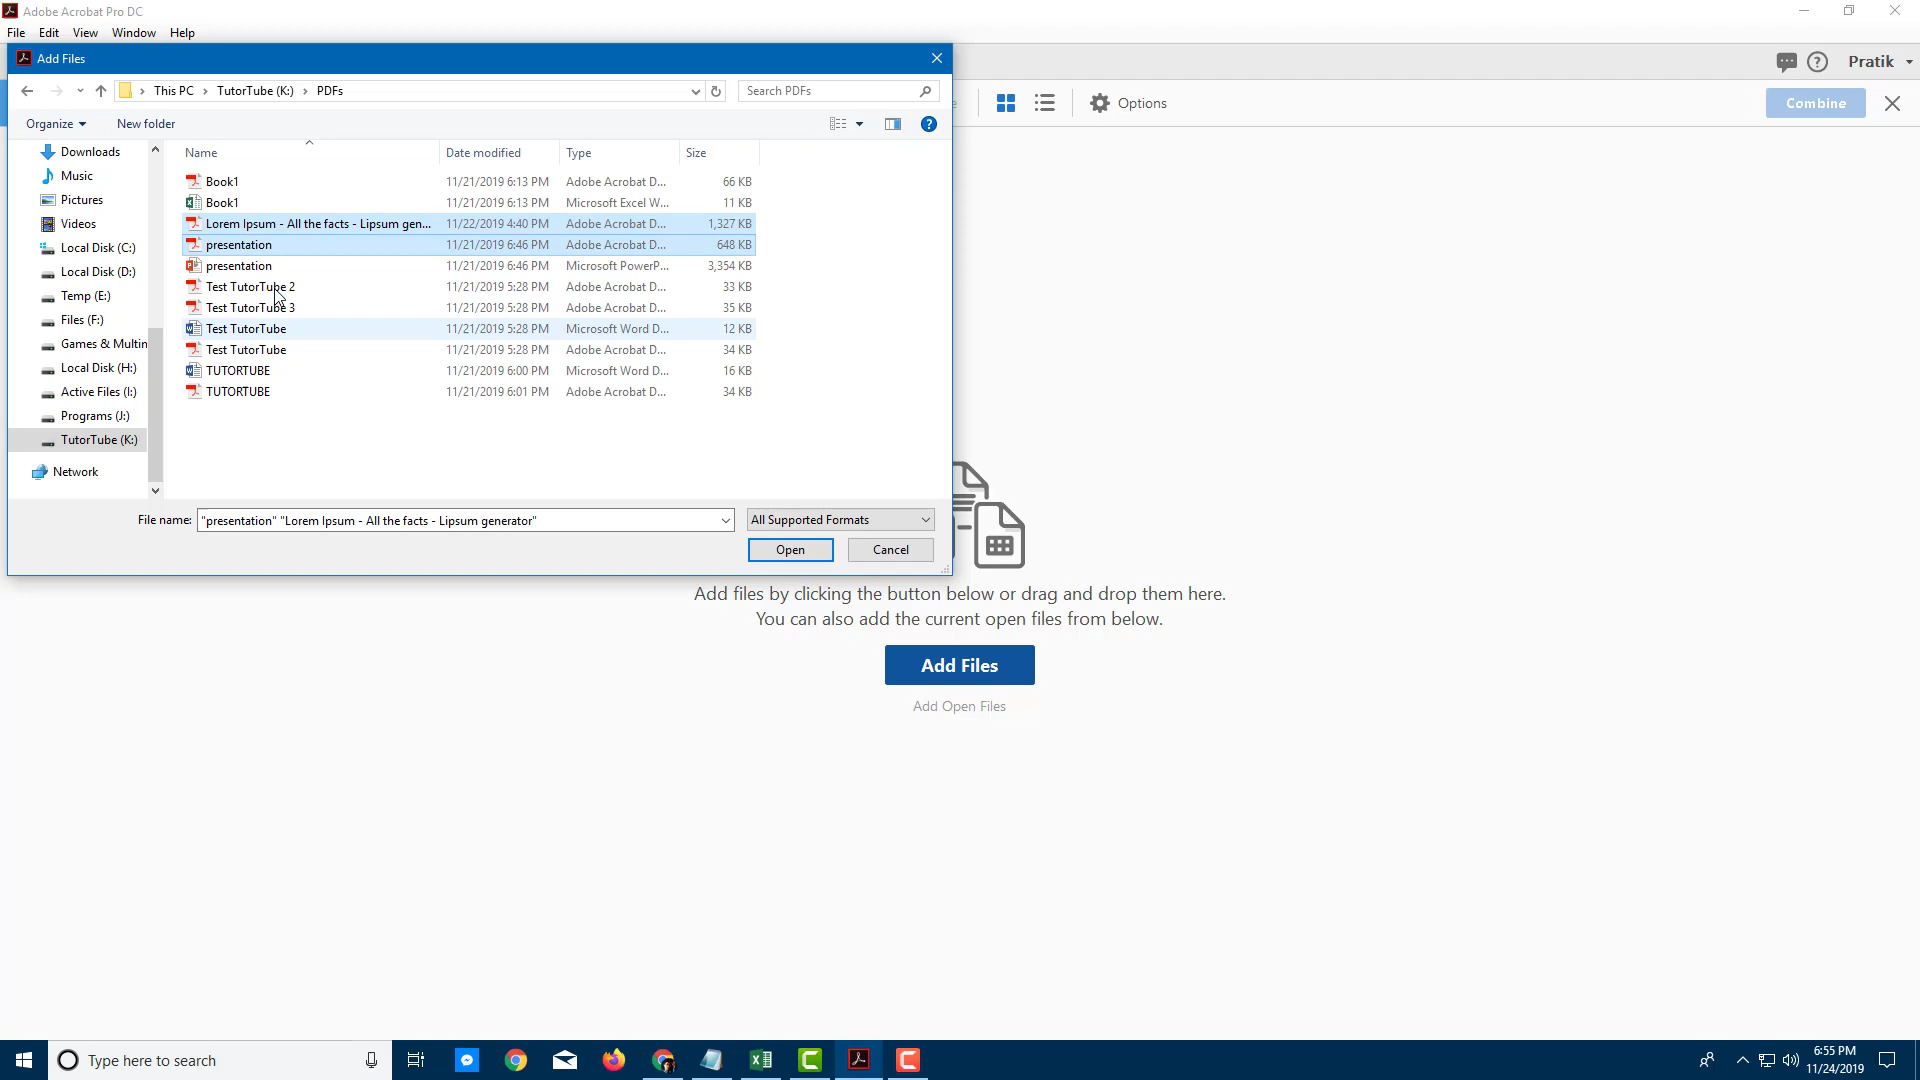 Adobe Acrobat Pro DC
File Edit View Window Help
Add Files
Pratik
This PC > TutorTube (K:) > PDFs
Search PDFs
Options
Combine
Organize
New folder
Name Date modified Type Size
Downloads
Music
Pictures
Videos
Local Disk (C:)
Local Disk (D:)
Temp (E:)
Files (F:)
Games & Multin
Local Disk (H:)
Active Files (I:)
Programs (J:)
TutorTube (K:)
Network
Book1 11/21/2019 6:13 PM Adobe Acrobat D... 66 KB
Book1 11/21/2019 6:13 PM Microsoft Excel W... 11 KB
Lorem Ipsum - All the facts - Lipsum gen... 11/22/2019 4:40 PM Adobe Acrobat D... 1,327 KB
presentation 11/21/2019 6:46 PM Adobe Acrobat D... 648 KB
presentation 11/21/2019 6:46 PM Microsoft PowerP... 3,354 KB
Test TutorTube 2 11/21/2019 5:28 PM Adobe Acrobat D... 33 KB
Test TutorTube 3 11/21/2019 5:28 PM Adobe Acrobat D... 35 KB
Test TutorTube 11/21/2019 5:28 PM Microsoft Word D... 12 KB
Test TutorTube 11/21/2019 5:28 PM Adobe Acrobat D... 34 KB
TUTORTUBE 11/21/2019 6:00 PM Microsoft Word D... 16 KB
TUTORTUBE 11/21/2019 6:01 PM Adobe Acrobat D... 34 KB
File name: "presentation" "Lorem Ipsum - All the facts - Lipsum generator"
All Supported Formats
Open
Cancel
Add files by clicking the button below or drag and drop them here.
You can also add the current open files from below.
Add Files
Add Open Files
Type here to search
6:55 PM
11/24/2019